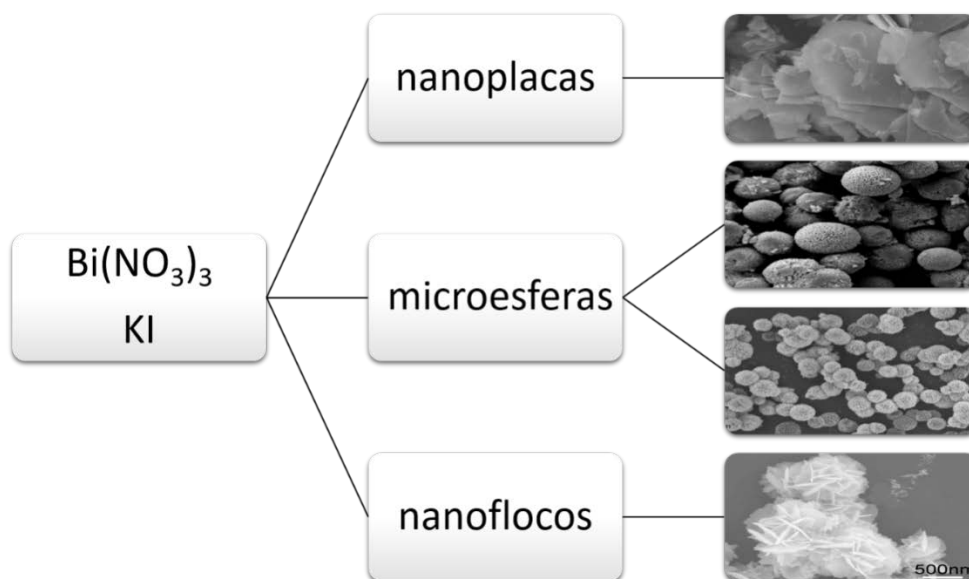 nanoplacas
Bi(NO₃)₃
KI
microesferas
nanoflocos
500nm